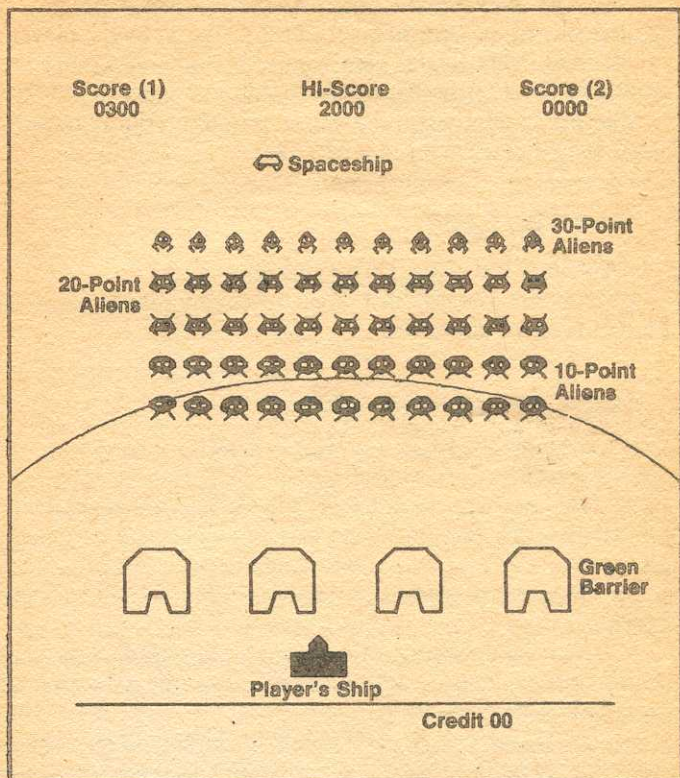 Score (1)
0300
Hi-Score
2000
Score (2)
0000
Spaceship
30-Point
Aliens
20-Point
Aliens
10-Point
Aliens
Green
Barrier
Player's Ship
Credit 00